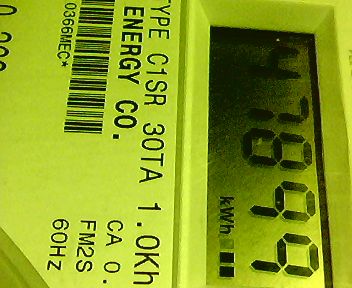 47899
kWh
TYPE C1SR 30TA 1.0Kh
ENERGY CO.
CA 0.
FM2S
60Hz
0366MEC*